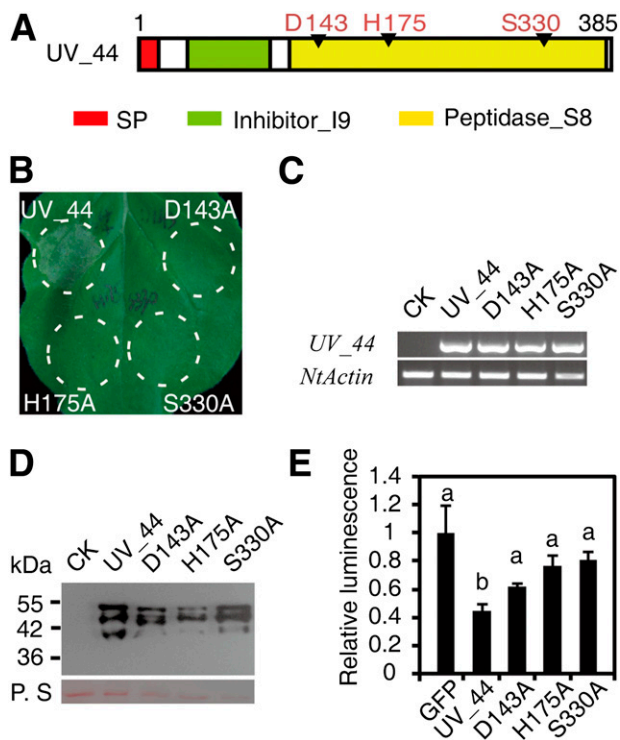 A
1 D143 H175 S330 385
UV_44
SP Inhibitor_I9 Peptidase_S8
B
UV_44 D143A
H175A S330A
C
CK UV_44 D143A H175A S330A
UV_44
NtActin
D
CK UV_44 D143A H175A S330A
kDa
55
42
36
P. S
E
Relative luminescence
1.4
1.2
1
0.8
0.6
0.4
0.2
0
a b a a a
GFP UV_44 D143A H175A S330A